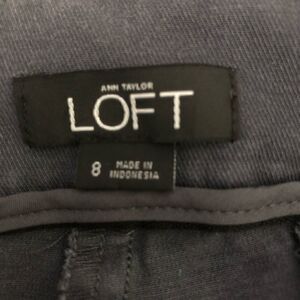 ANN TAYLOR
LOFT
8
MADE IN
INDONESIA